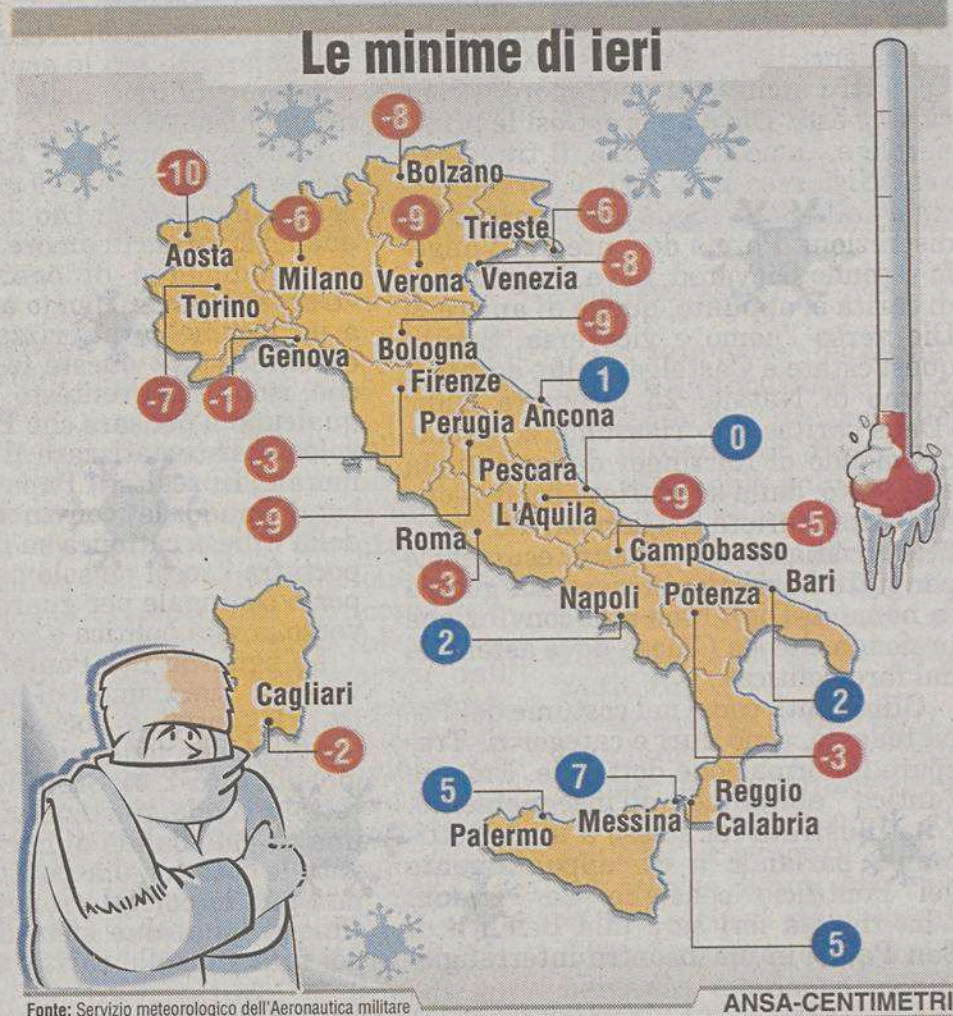 Le minime di ieri
-8
Bolzano
-10
Aosta
-6
Milano
-9
Verona
Trieste
-6
Venezia
-8
Torino
-7
Genova
-1
Bologna
-9
Firenze
-3
Ancona
1
Perugia
-9
Pescara
0
L'Aquila
-9
Roma
-3
Campobasso
-5
Napoli
2
Potenza
-3
Bari
2
Cagliari
-2
Palermo
5
Messina
7
Reggio
Calabria
5
Fonte: Servizio meteorologico dell'Aeronautica militare
ANSA-CENTIMETRI